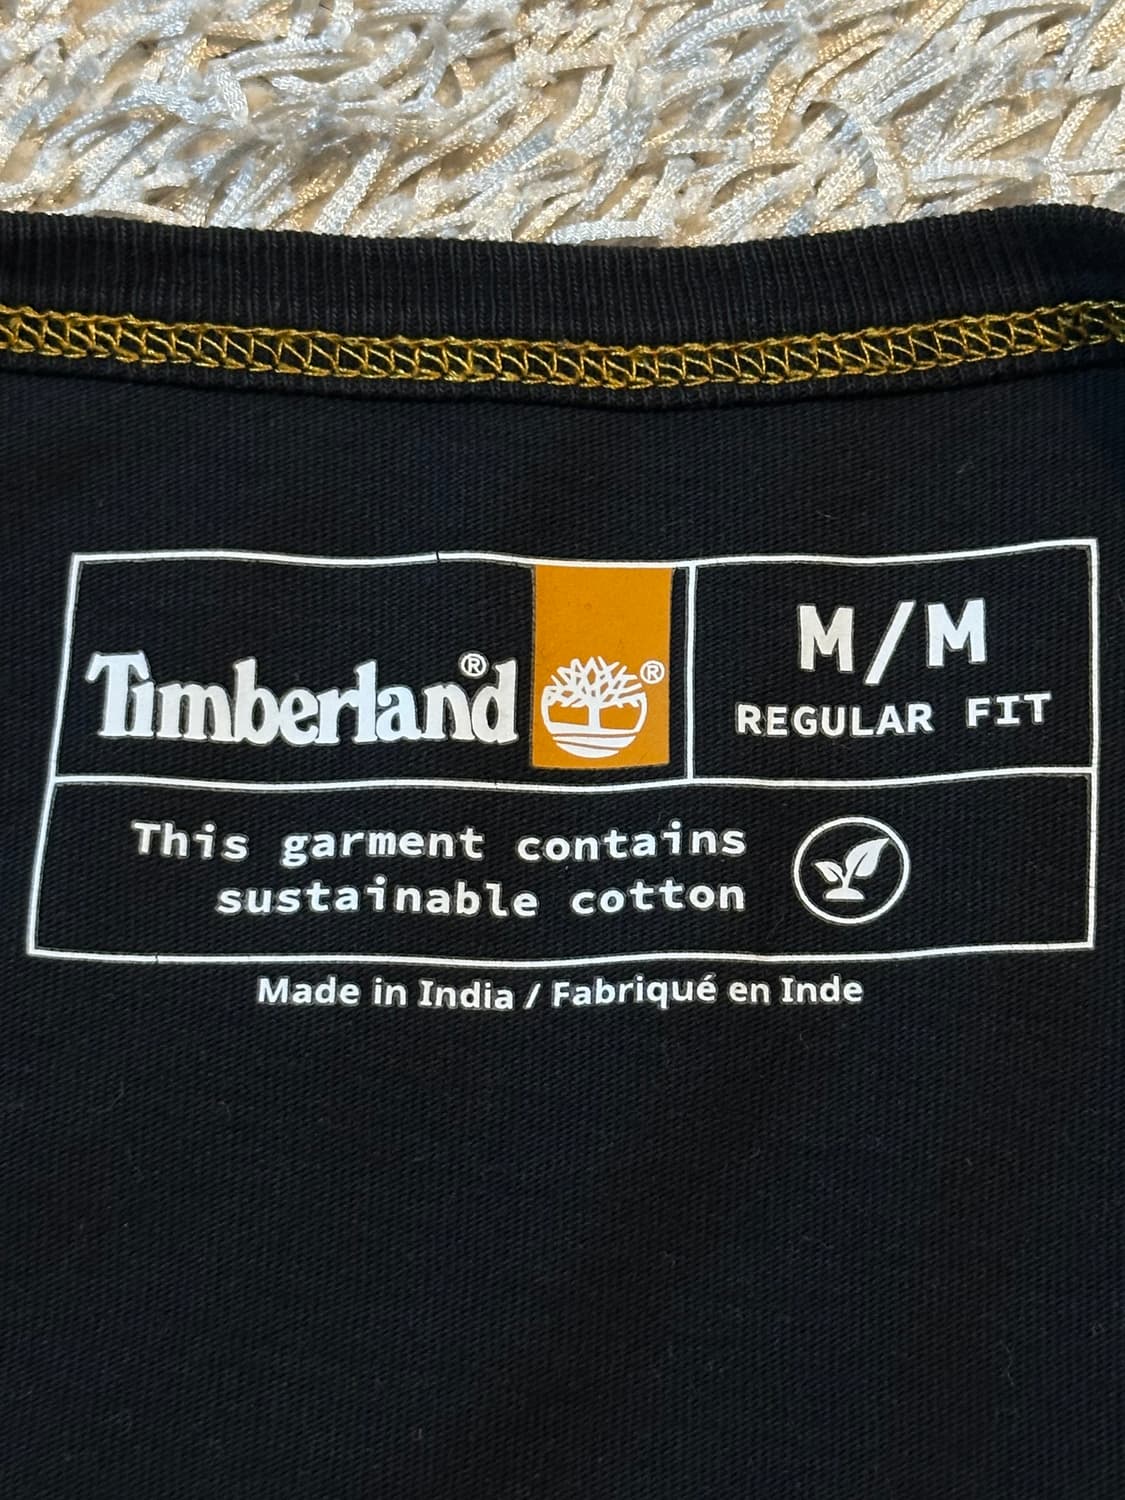 Timberland® ®
M/M
REGULAR FIT
This garment contains
sustainable cotton
Made in India / Fabriqué en Inde